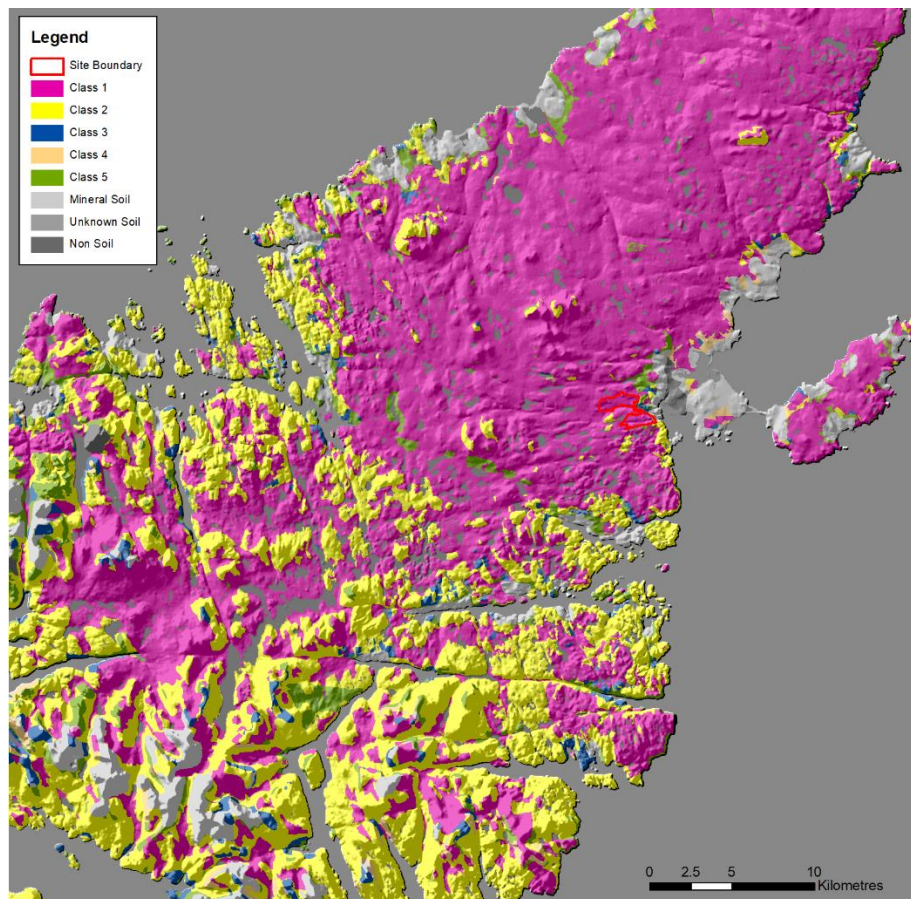 Legend
Site Boundary
Class 1
Class 2
Class 3
Class 4
Class 5
Mineral Soil
Unknown Soil
Non Soil
0 2.5 5 10
Kilometres